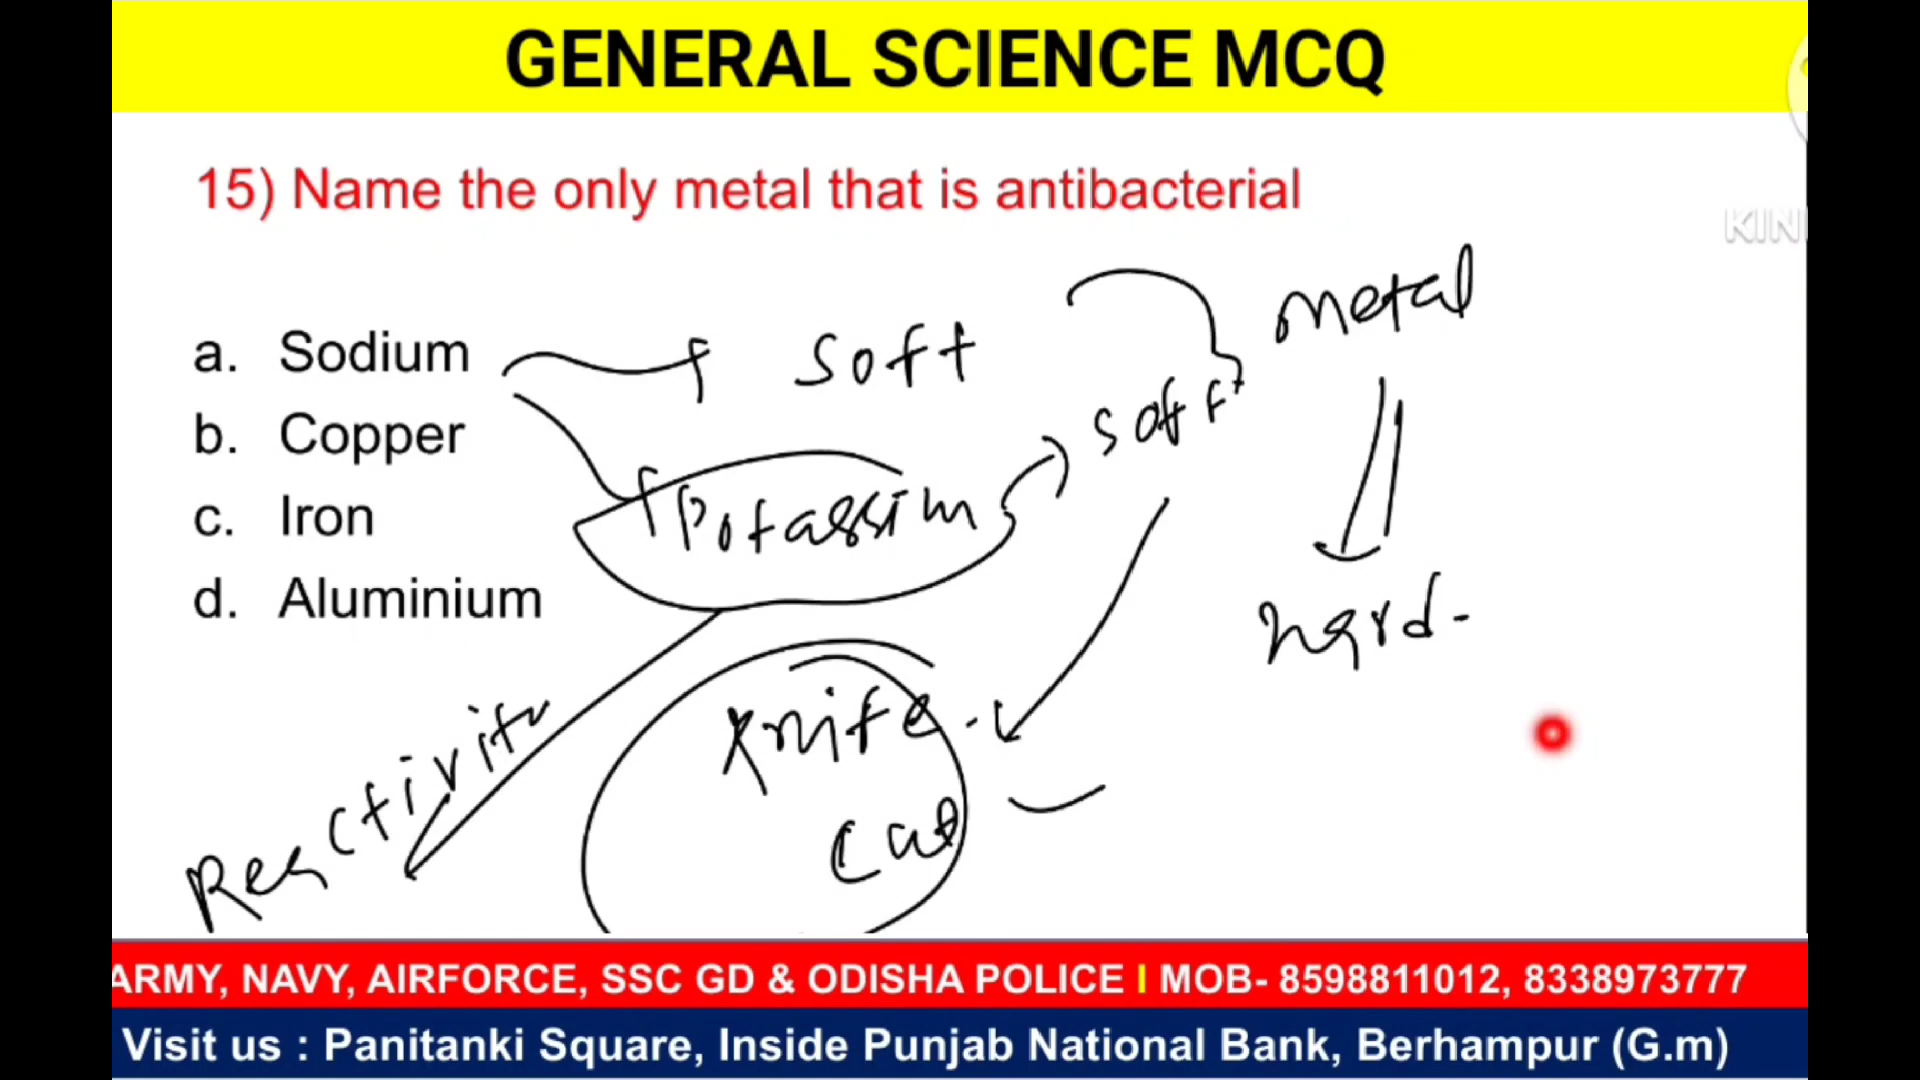 GENERAL SCIENCE MCQ
15) Name the only metal that is antibacterial
KIN
metal
a. Sodium
soft
soft
b. Copper
Potassim
c. Iron
d. Aluminium
hard-
Knife
Reactivity
cut
ARMY, NAVY, AIRFORCE, SSC GD & ODISHA POLICE I MOB- 8598811012, 8338973777
Visit us : Panitanki Square, Inside Punjab National Bank, Berhampur (G.m)